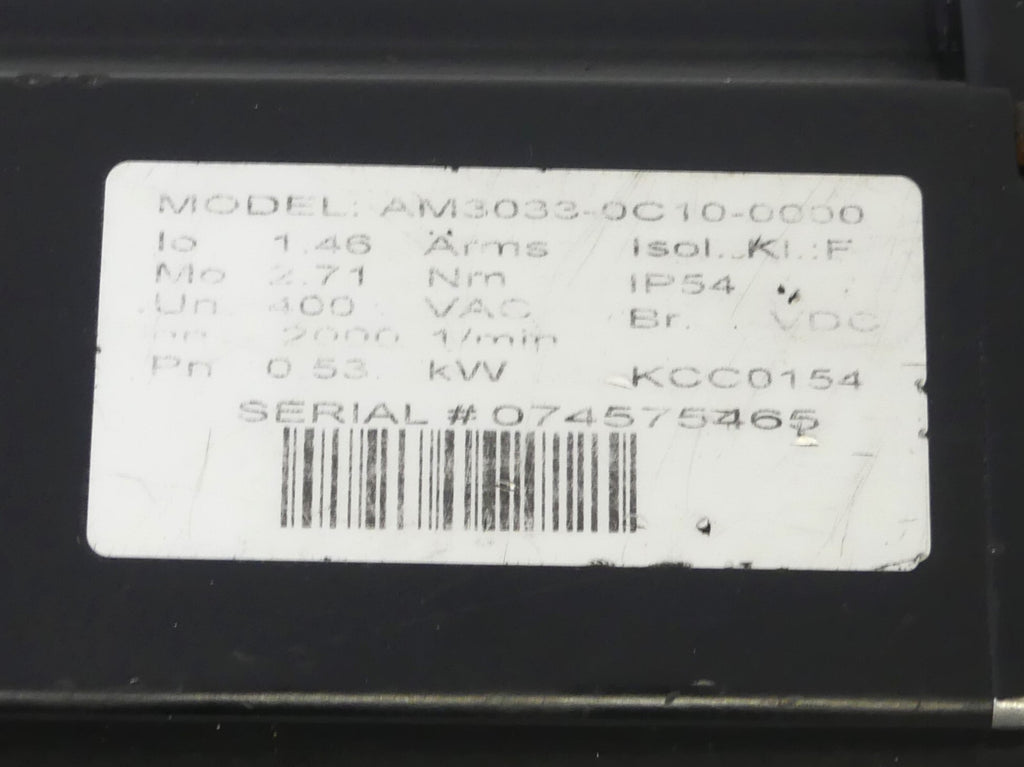 MODEL: AM3033-0C10-0000
Io 1.46 Arms Isol. Kl.:F
Mo 2.71 Nm IP54
Un 400 VAC Br. VDC
nn 2000 1/min
Pn 0.53 kW KCC0154
SERIAL # 074575465